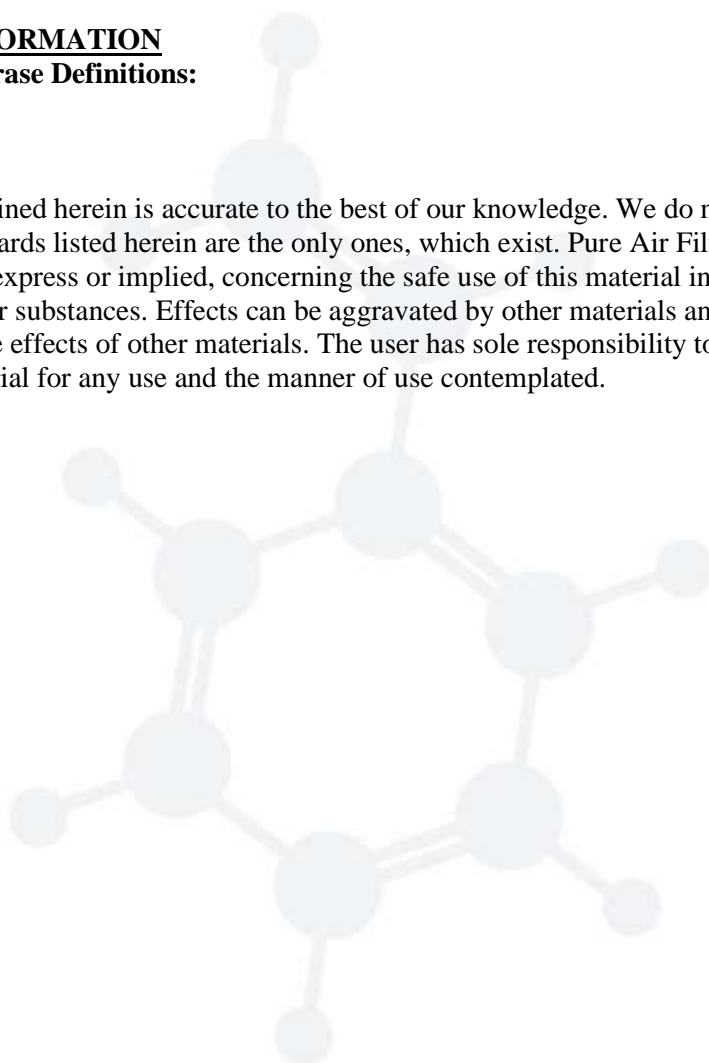 ORMATION
rase Definitions:
ined herein is accurate to the best of our knowledge. We do n
ards listed herein are the only ones, which exist. Pure Air Fil
express or implied, concerning the safe use of this material in
r substances. Effects can be aggravated by other materials an
e effects of other materials. The user has sole responsibility to
rial for any use and the manner of use contemplated.